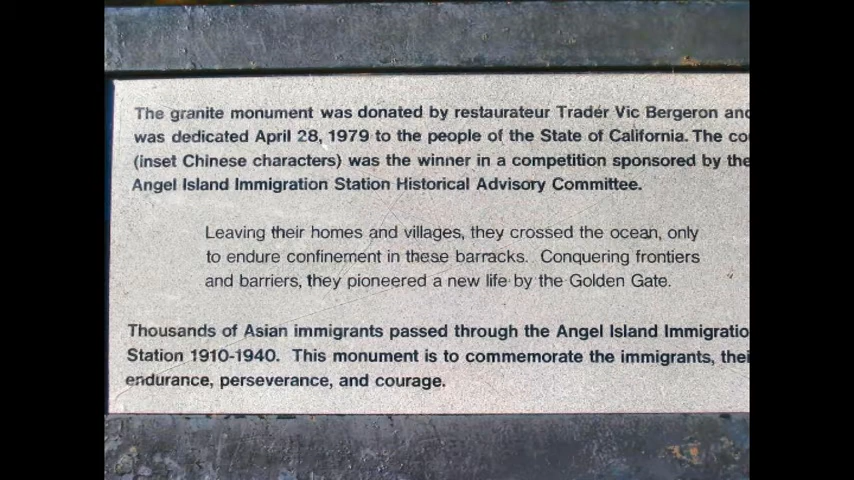 The granite monument was donated by restaurateur Trader Vic Bergeron and
was dedicated April 28, 1979 to the people of the State of California. The
(inset Chinese characters) was the winner in a competition sponsored by the
Angel Island Immigration Station Historical Advisory Committee.
Leaving their homes and villages, they crossed the ocean, only
to endure confinement in these barracks. Conquering frontiers
and barriers, they pioneered a new life by the Golden Gate.
Thousands of Asian immigrants passed through the Angel Island Immigratio
Station 1910-1940. This monument is to commemorate the immigrants, thei
endurance, perseverance, and courage.